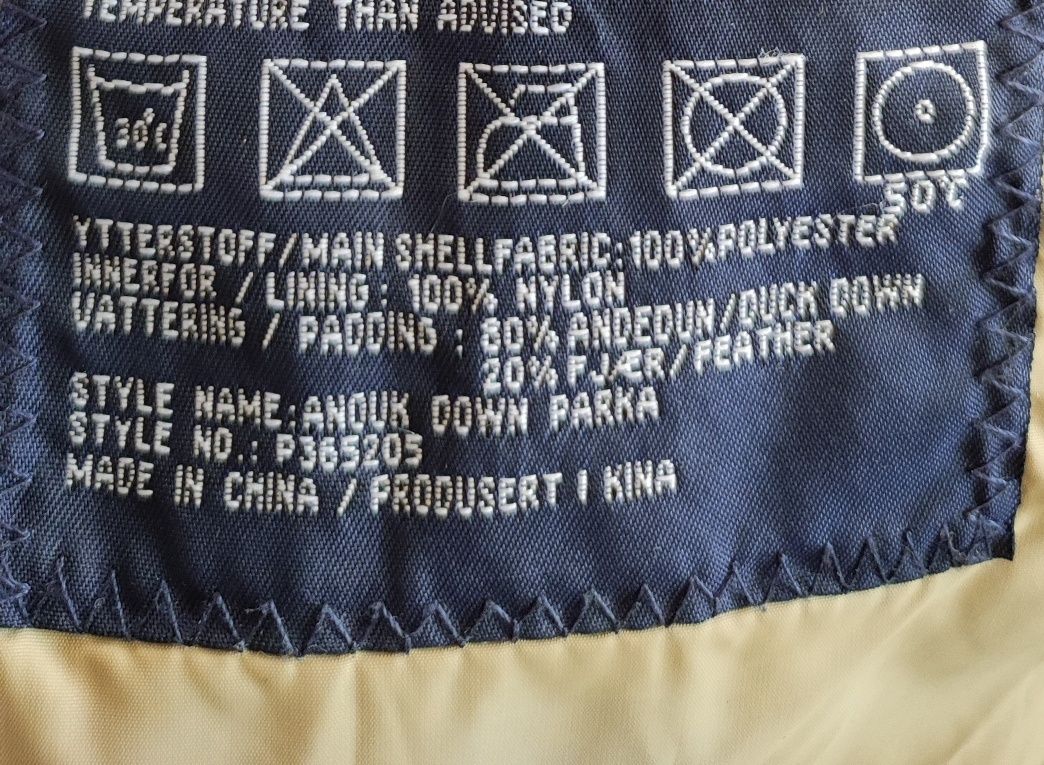 TEMPERATURE THAN ADVISED
30°C
50°C
YTTERSTOFF/MAIN SHELLFABRIC: 100% POLYESTER
INNERFOR / LINING : 100% NYLON
VATTERING / PADDING : 80% ANDEDUN/DUCK DOWN
20% FJÆR/FEATHER
STYLE NAME: ANOUK DOWN PARKA
STYLE NO.: P365205
MADE IN CHINA / PRODUSERT I KINA